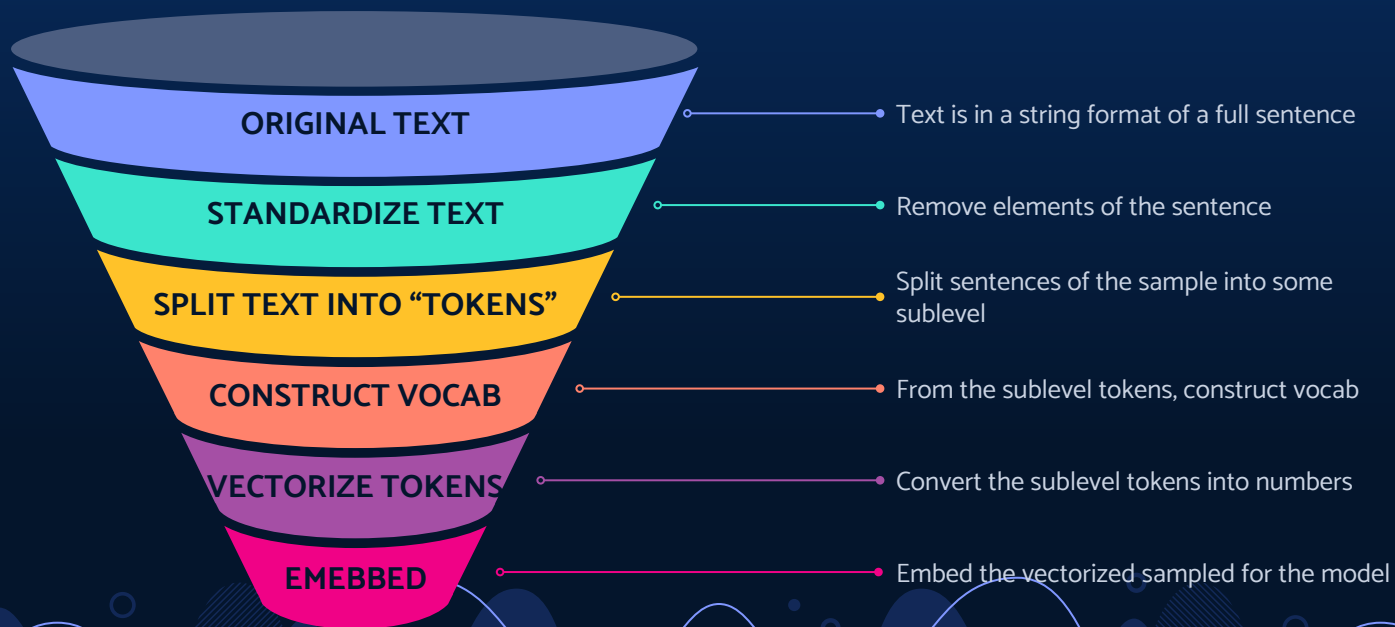 ORIGINAL TEXT
Text is in a string format of a full sentence
STANDARDIZE TEXT
Remove elements of the sentence
SPLIT TEXT INTO “TOKENS”
Split sentences of the sample into some
sublevel
CONSTRUCT VOCAB
From the sublevel tokens, construct vocab
VECTORIZE TOKENS
Convert the sublevel tokens into numbers
EMEBBED
Embed the vectorized sampled for the model